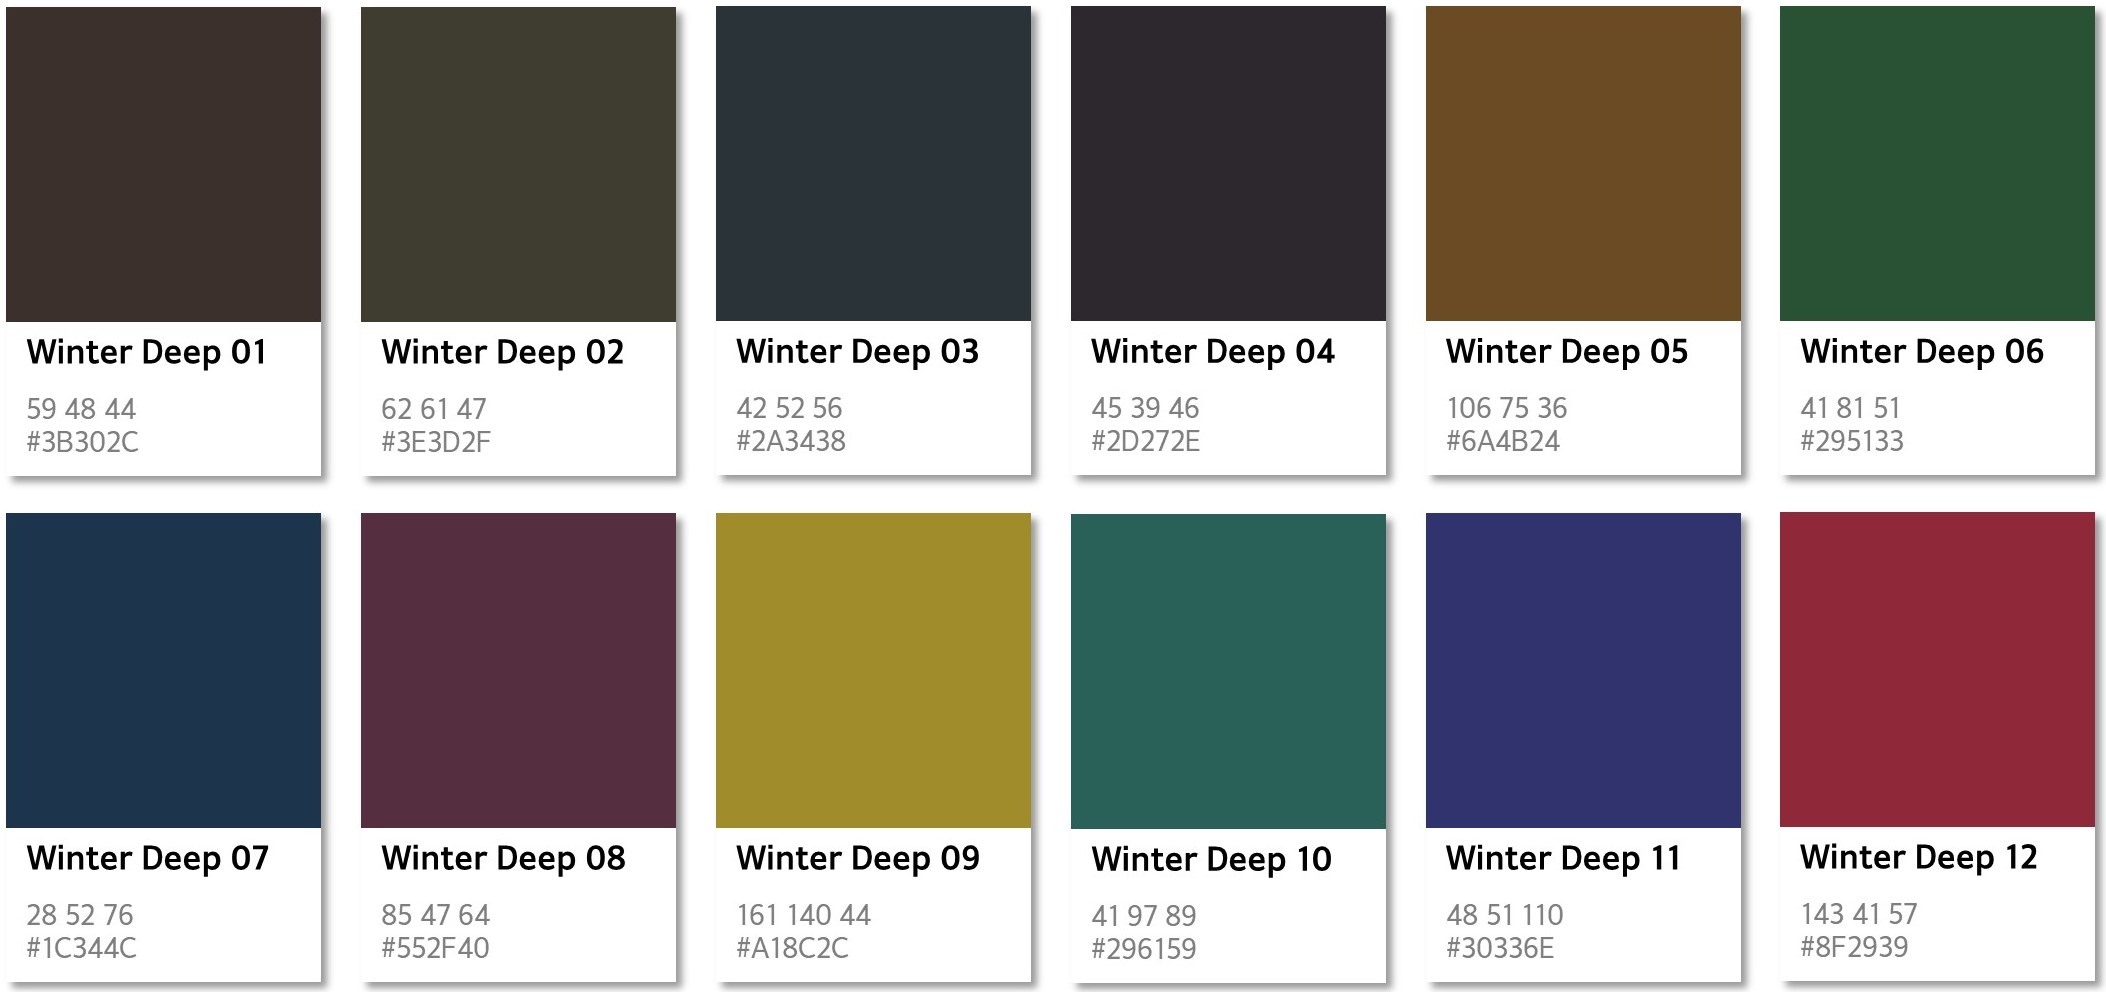 Winter Deep 01
59 48 44
#3B302C
Winter Deep 02
62 61 47
#3E3D2F
Winter Deep 03
42 52 56
#2A3438
Winter Deep 04
45 39 46
#2D272E
Winter Deep 05
106 75 36
#6A4B24
Winter Deep 06
41 81 51
#295133
Winter Deep 07
28 52 76
#1C344C
Winter Deep 08
85 47 64
#552F40
Winter Deep 09
161 140 44
#A18C2C
Winter Deep 10
41 97 89
#296159
Winter Deep 11
48 51 110
#30336E
Winter Deep 12
143 41 57
#8F2939